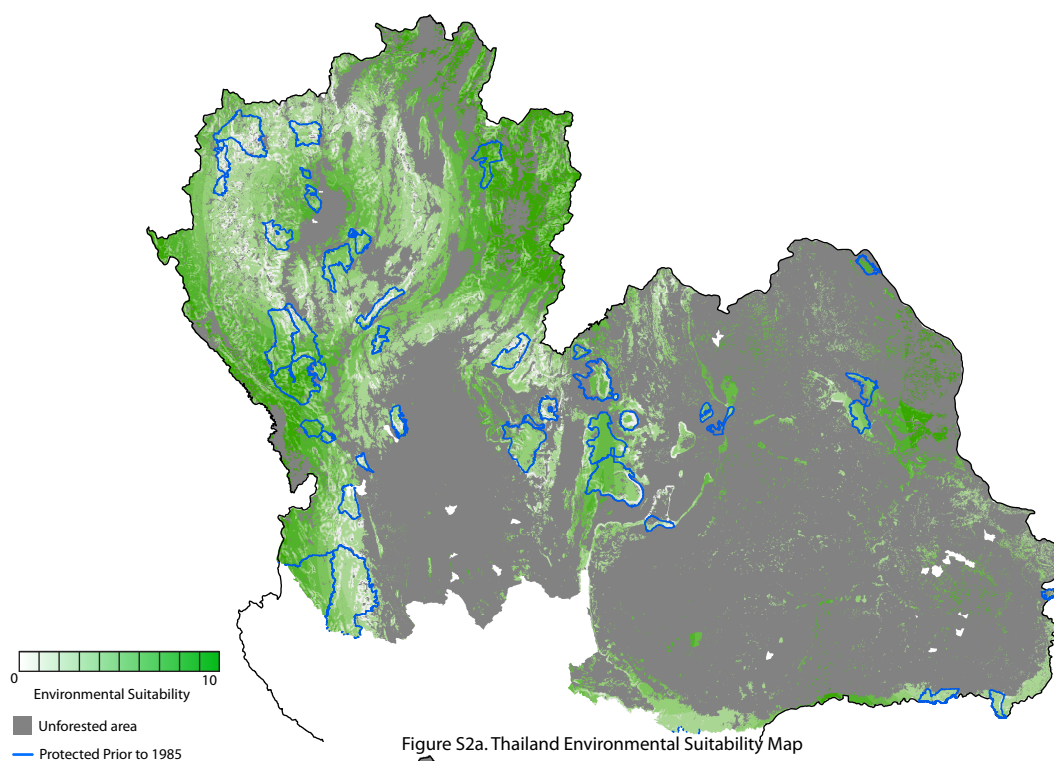 0 10
Environmental Suitability
Unforested area
Protected Prior to 1985
Figure S2a. Thailand Environmental Suitability Map